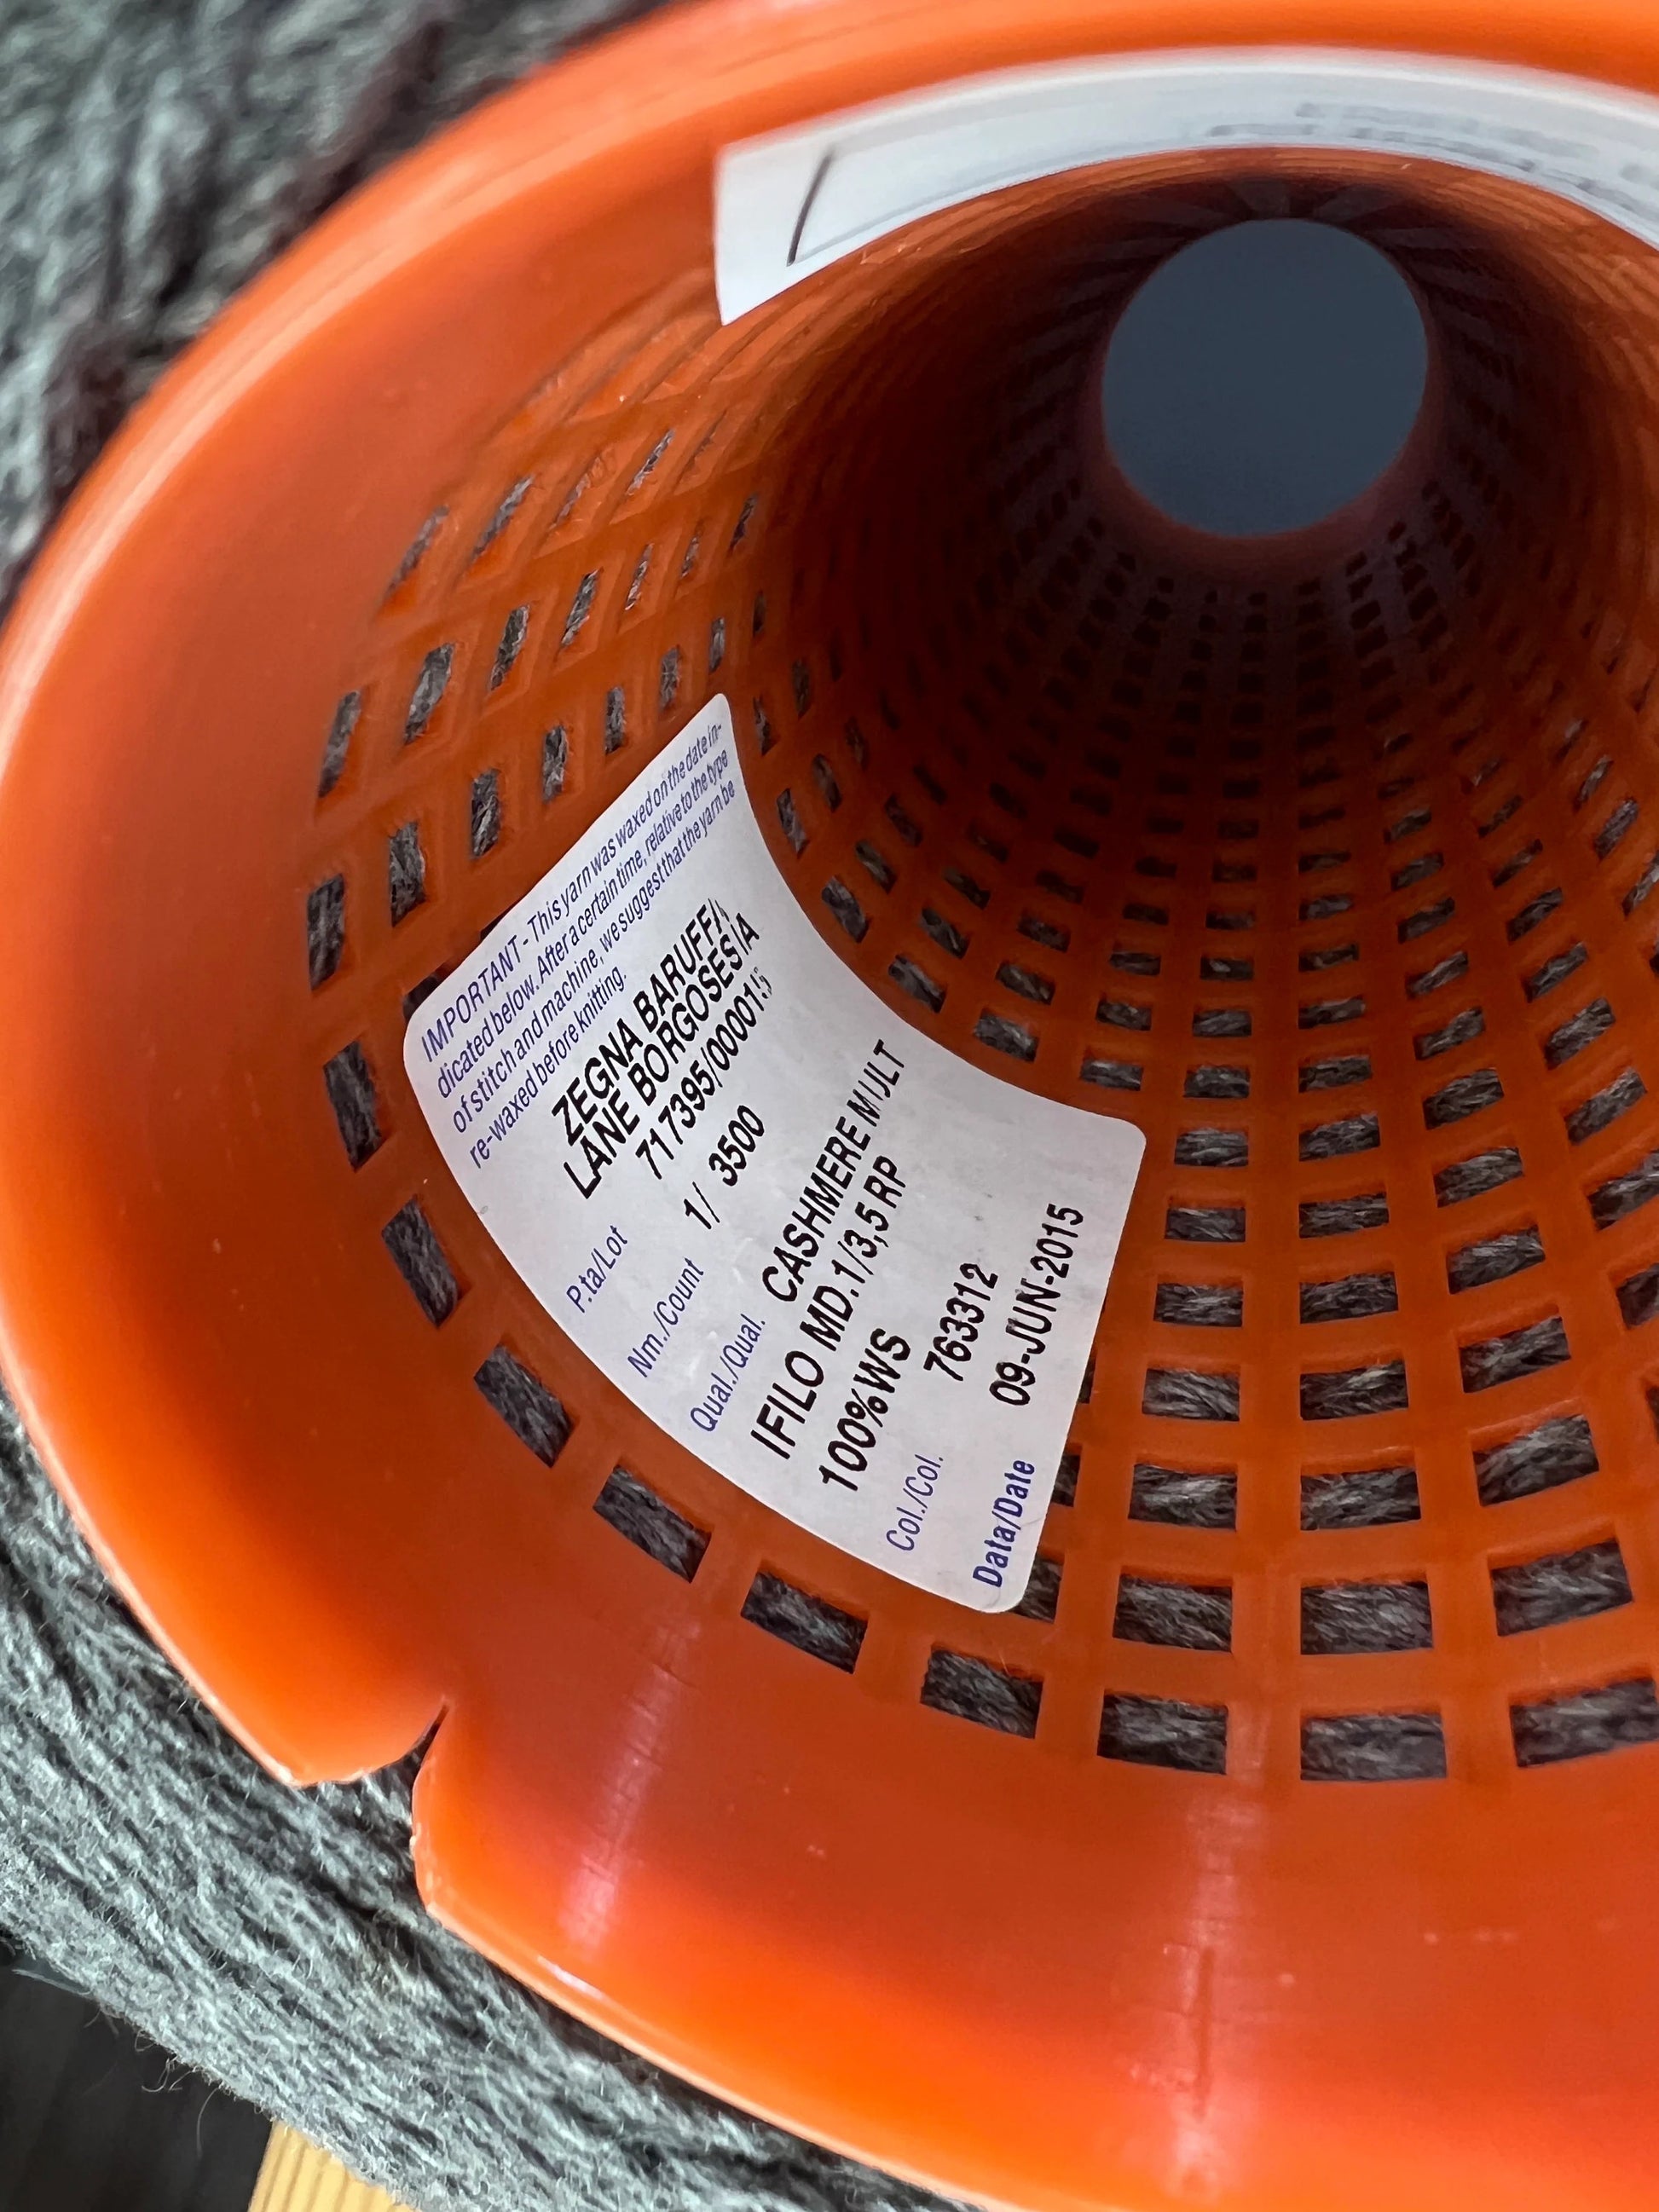 IMPORTANT - This yarn was waxed on the date in-
dicated below. After a certain time, relative to the type
of stitch and machine, we suggest that the yarn be
re-waxed before knitting.
ZEGNA BARUFFA
LANE BORGOSESIA
P.ta/Lot 717395/000015
Nm./Count 1/ 3500
Qual./Qual. CASHMERE MULT
IFILO MD.1/3,5 RP
100%WS
Col./Col. 763312
Data/Date 09-JUN-2015